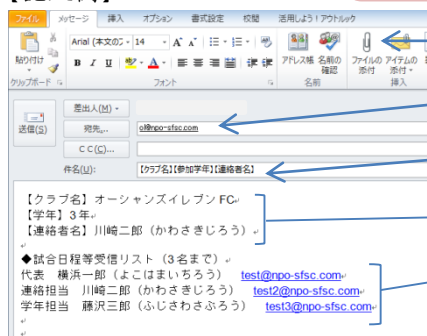 ファイル メッセージ 挿入 オプション 書式設定 校閲 活用しよう！アウトルック
Arial (本文のﾌ 14
貼り付け
B I U
アドレス帳 名前の確認
ファイルの添付 アイテムの添付
クリップボード フォント 名前 挿入
差出人(M)
送信(S) 宛先... ol@npo-sfsc.com
C C(C)...
件名(U): 【クラブ名】【参加学年】【連絡者名】
【クラブ名】オーシャンズイレブン FC
【学年】3年
【連絡者名】川崎二郎（かわさきじろう）
◆試合日程等受信リスト（3名まで）
代表 横浜一郎（よこはまいちろう） test@npo-sfsc.com
連絡担当 川崎二郎（かわさきじろう） test2@npo-sfsc.com
学年担当 藤沢三郎（ふじさわさぶろう） test3@npo-sfsc.com